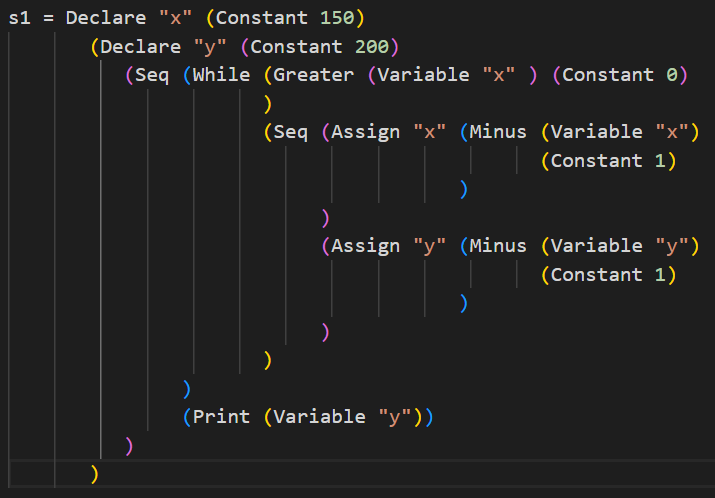 s1 = Declare "x" (Constant 150)
(Declare "y" (Constant 200)
(Seq (While (Greater (Variable "x" ) (Constant 0)
)
(Seq (Assign "x" (Minus (Variable "x")
(Constant 1)
)
)
(Assign "y" (Minus (Variable "y")
(Constant 1)
)
)
)
)
(Print (Variable "y"))
)
)